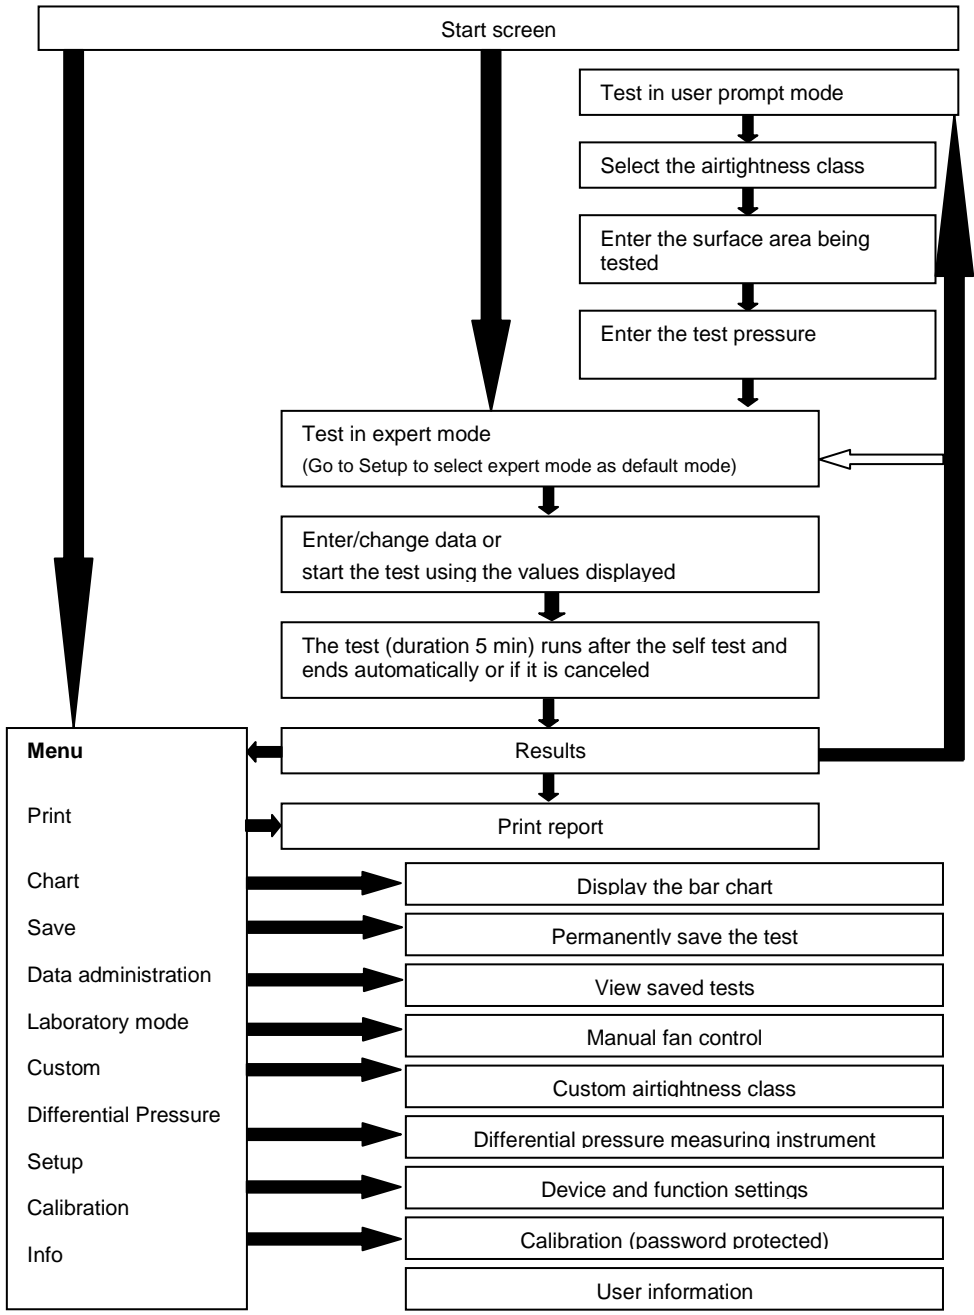 Start screen
Test in user prompt mode
Select the airtightness class
Enter the surface area being
tested
Enter the test pressure
Test in expert mode
(Go to Setup to select expert mode as default mode)
Enter/change data or
start the test using the values displayed
The test (duration 5 min) runs after the self test and
ends automatically or if it is canceled
Results
Print report
Menu
Print
Chart
Save
Data administration
Laboratory mode
Custom
Differential Pressure
Setup
Calibration
Info
Display the bar chart
Permanently save the test
View saved tests
Manual fan control
Custom airtightness class
Differential pressure measuring instrument
Device and function settings
Calibration (password protected)
User information